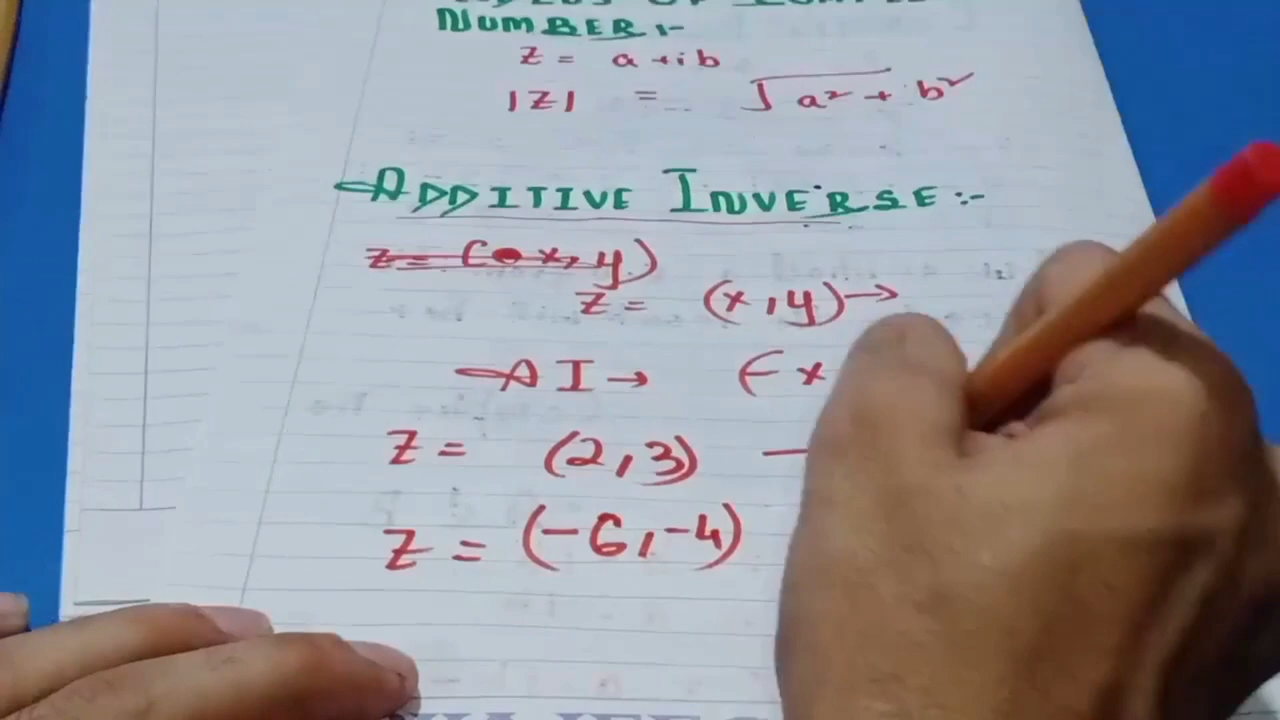 NUMBER:-
z = a + ib
|z| = √a² + b²
ADDITIVE INVERSE:-
z = (x, y)
z = (x, y) →
AI → (-x
z = (2, 3) —
z = (-6, -4)